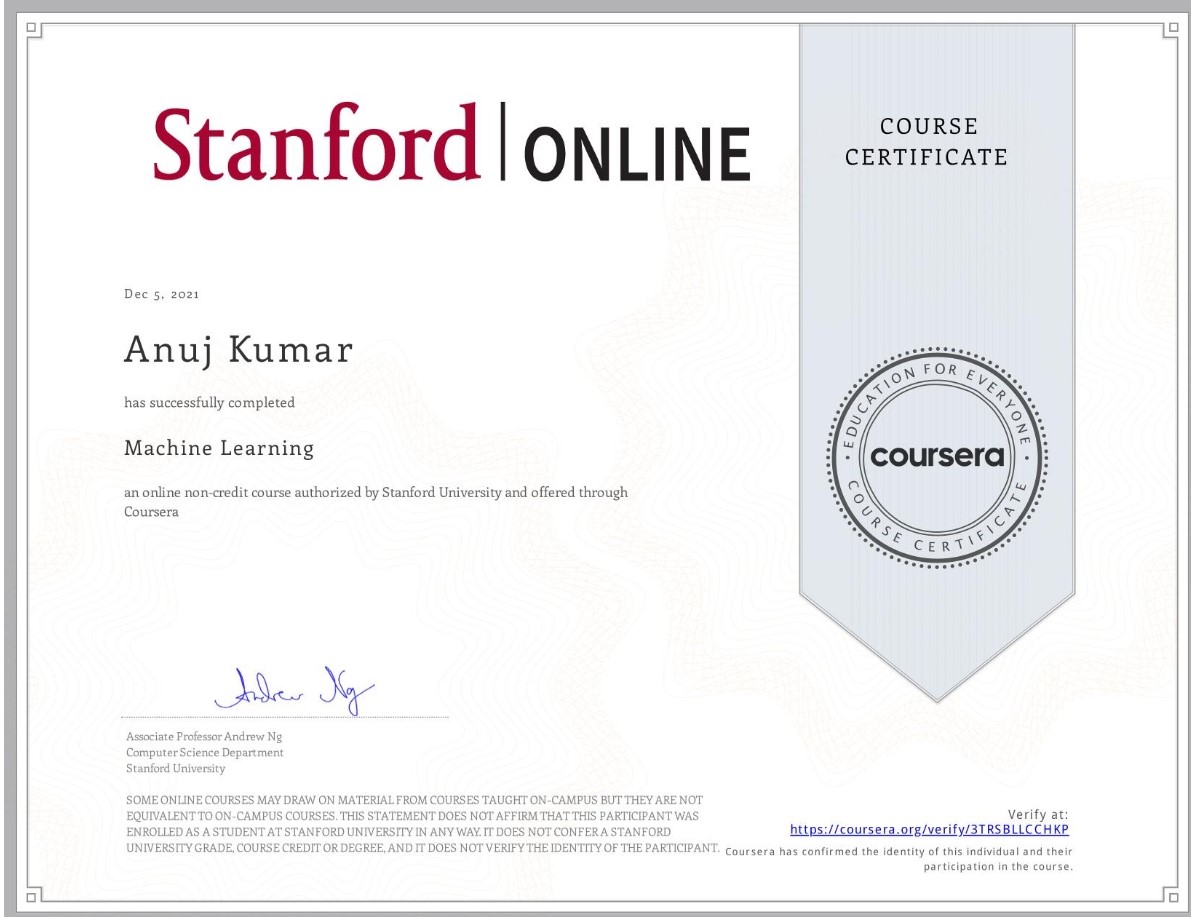 Stanford | ONLINE
COURSE
CERTIFICATE
Dec 5, 2021
Anuj Kumar
has successfully completed
Machine Learning
an online non-credit course authorized by Stanford University and offered through
Coursera
EDUCATION FOR EVERYONE
coursera
COURSE CERTIFICATE
Andrew Ng
Associate Professor Andrew Ng
Computer Science Department
Stanford University
SOME ONLINE COURSES MAY DRAW ON MATERIAL FROM COURSES TAUGHT ON-CAMPUS BUT THEY ARE NOT
EQUIVALENT TO ON-CAMPUS COURSES. THIS STATEMENT DOES NOT AFFIRM THAT THIS PARTICIPANT WAS
ENROLLED AS A STUDENT AT STANFORD UNIVERSITY IN ANY WAY. IT DOES NOT CONFER A STANFORD
UNIVERSITY GRADE, COURSE CREDIT OR DEGREE, AND IT DOES NOT VERIFY THE IDENTITY OF THE PARTICIPANT.
Verify at:
https://coursera.org/verify/3TRSBLLCCHKP
Coursera has confirmed the identity of this individual and their
participation in the course.